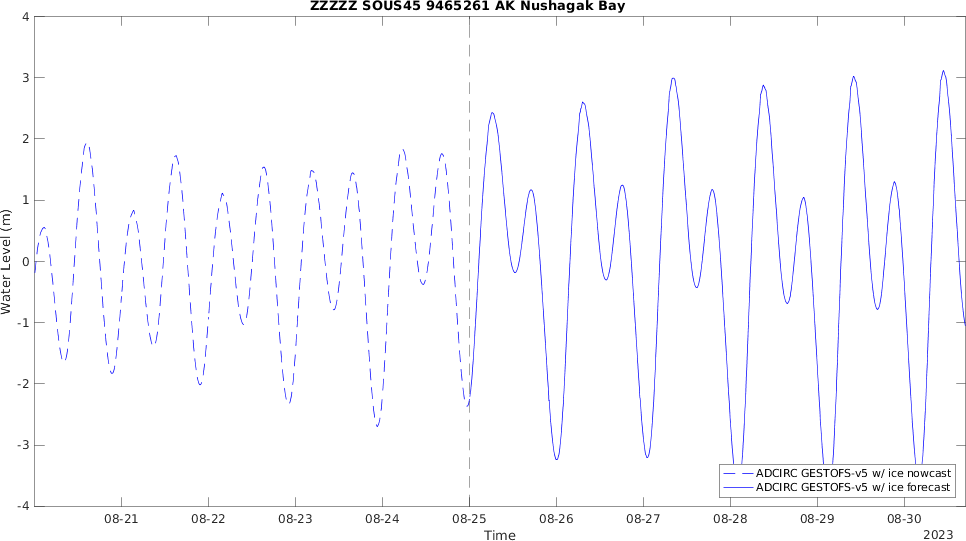 ZZZZZ SOUS45 9465261 AK Nushagak Bay
4
3
2
1
0
-1
-2
-3
-4
Water Level (m)
ADCIRC GESTOFS-v5 w/ ice nowcast
ADCIRC GESTOFS-v5 w/ ice forecast
08-21 08-22 08-23 08-24 08-25 08-26 08-27 08-28 08-29 08-30
Time
2023